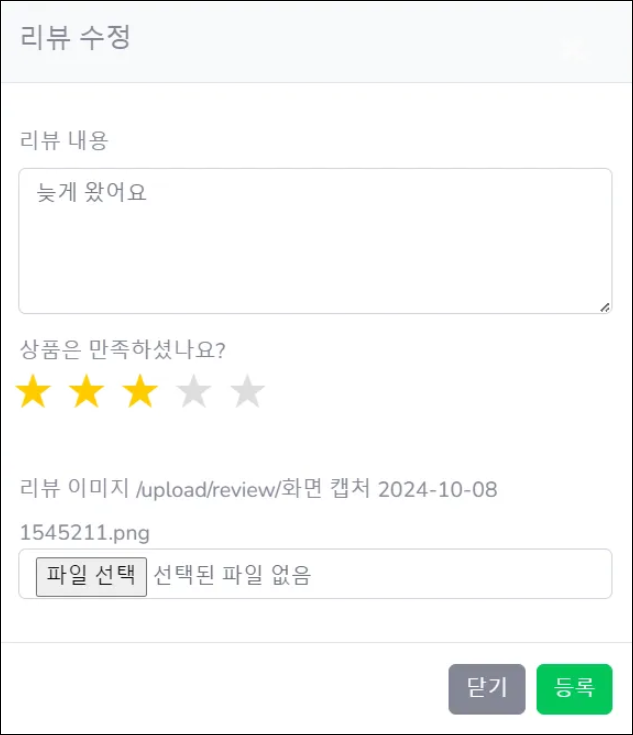 리뷰 수정
리뷰 내용
늦게 왔어요
상품은 만족하셨나요?
리뷰 이미지 /upload/review/화면 캡처 2024-10-08
1545211.png
파일 선택 선택된 파일 없음
닫기 등록